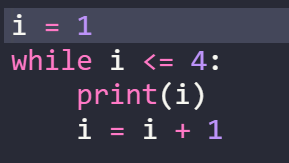 i = 1
while i <= 4:
    print(i)
    i = i + 1